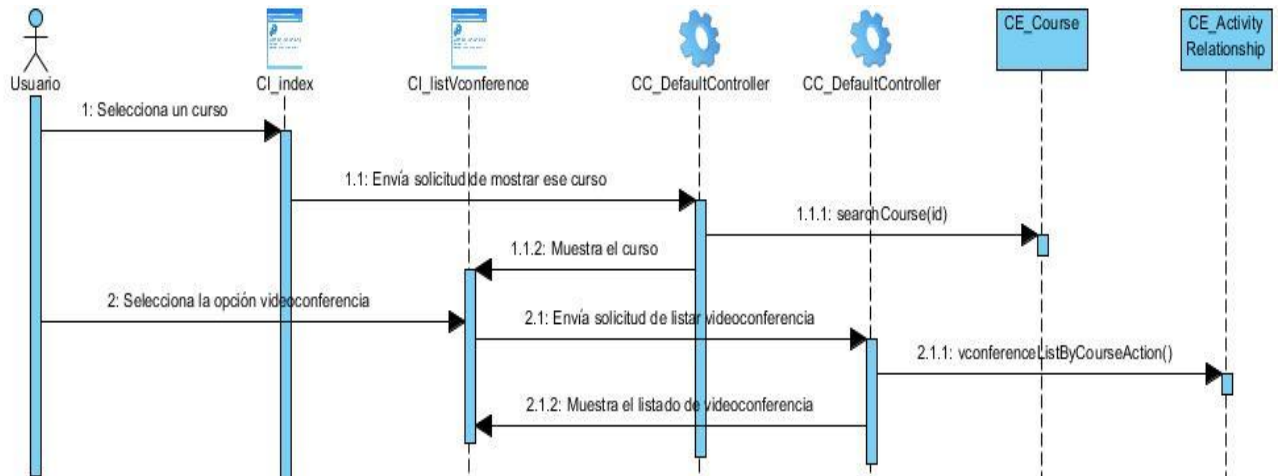 CE_Course
CE_Activity
Relationship
Usuario
CI_index
CI_listVconference
CC_DefaultController
CC_DefaultController
1: Selecciona un curso
1.1: Envía solicitud de mostrar ese curso
1.1.1: searchCourse(id)
1.1.2: Muestra el curso
2: Selecciona la opción videoconferencia
2.1: Envía solicitud de listar videoconferencia
2.1.1: vconferenceListByCourseAction()
2.1.2: Muestra el listado de videoconferencia